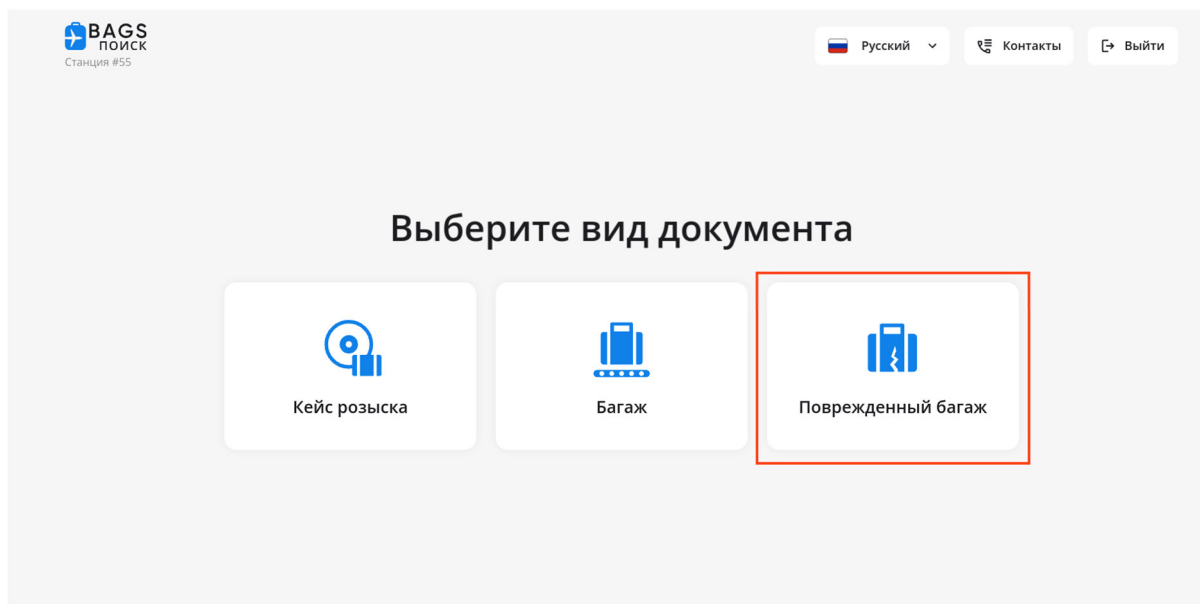 BAGS
ПОИСК
Станция #55
Русский
Контакты
Выйти
Выберите вид документа
Кейс розыска
Багаж
Поврежденный багаж